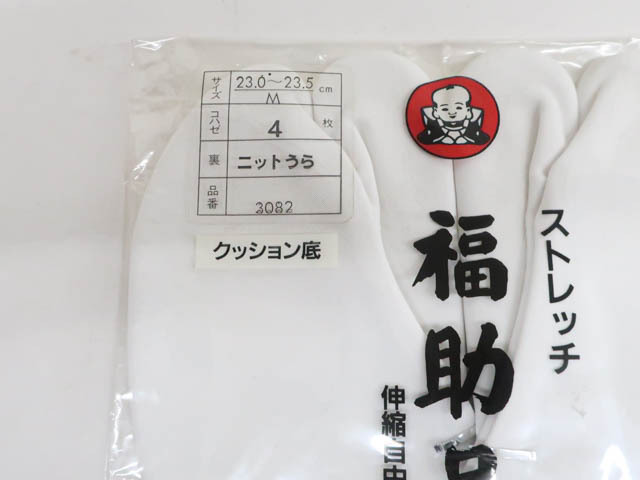 サイズ 23.0～23.5 cm
M
コハゼ 4 枚
裏 ニットうら
品番 3082
クッション底
福助
ストレッチ
伸縮自由